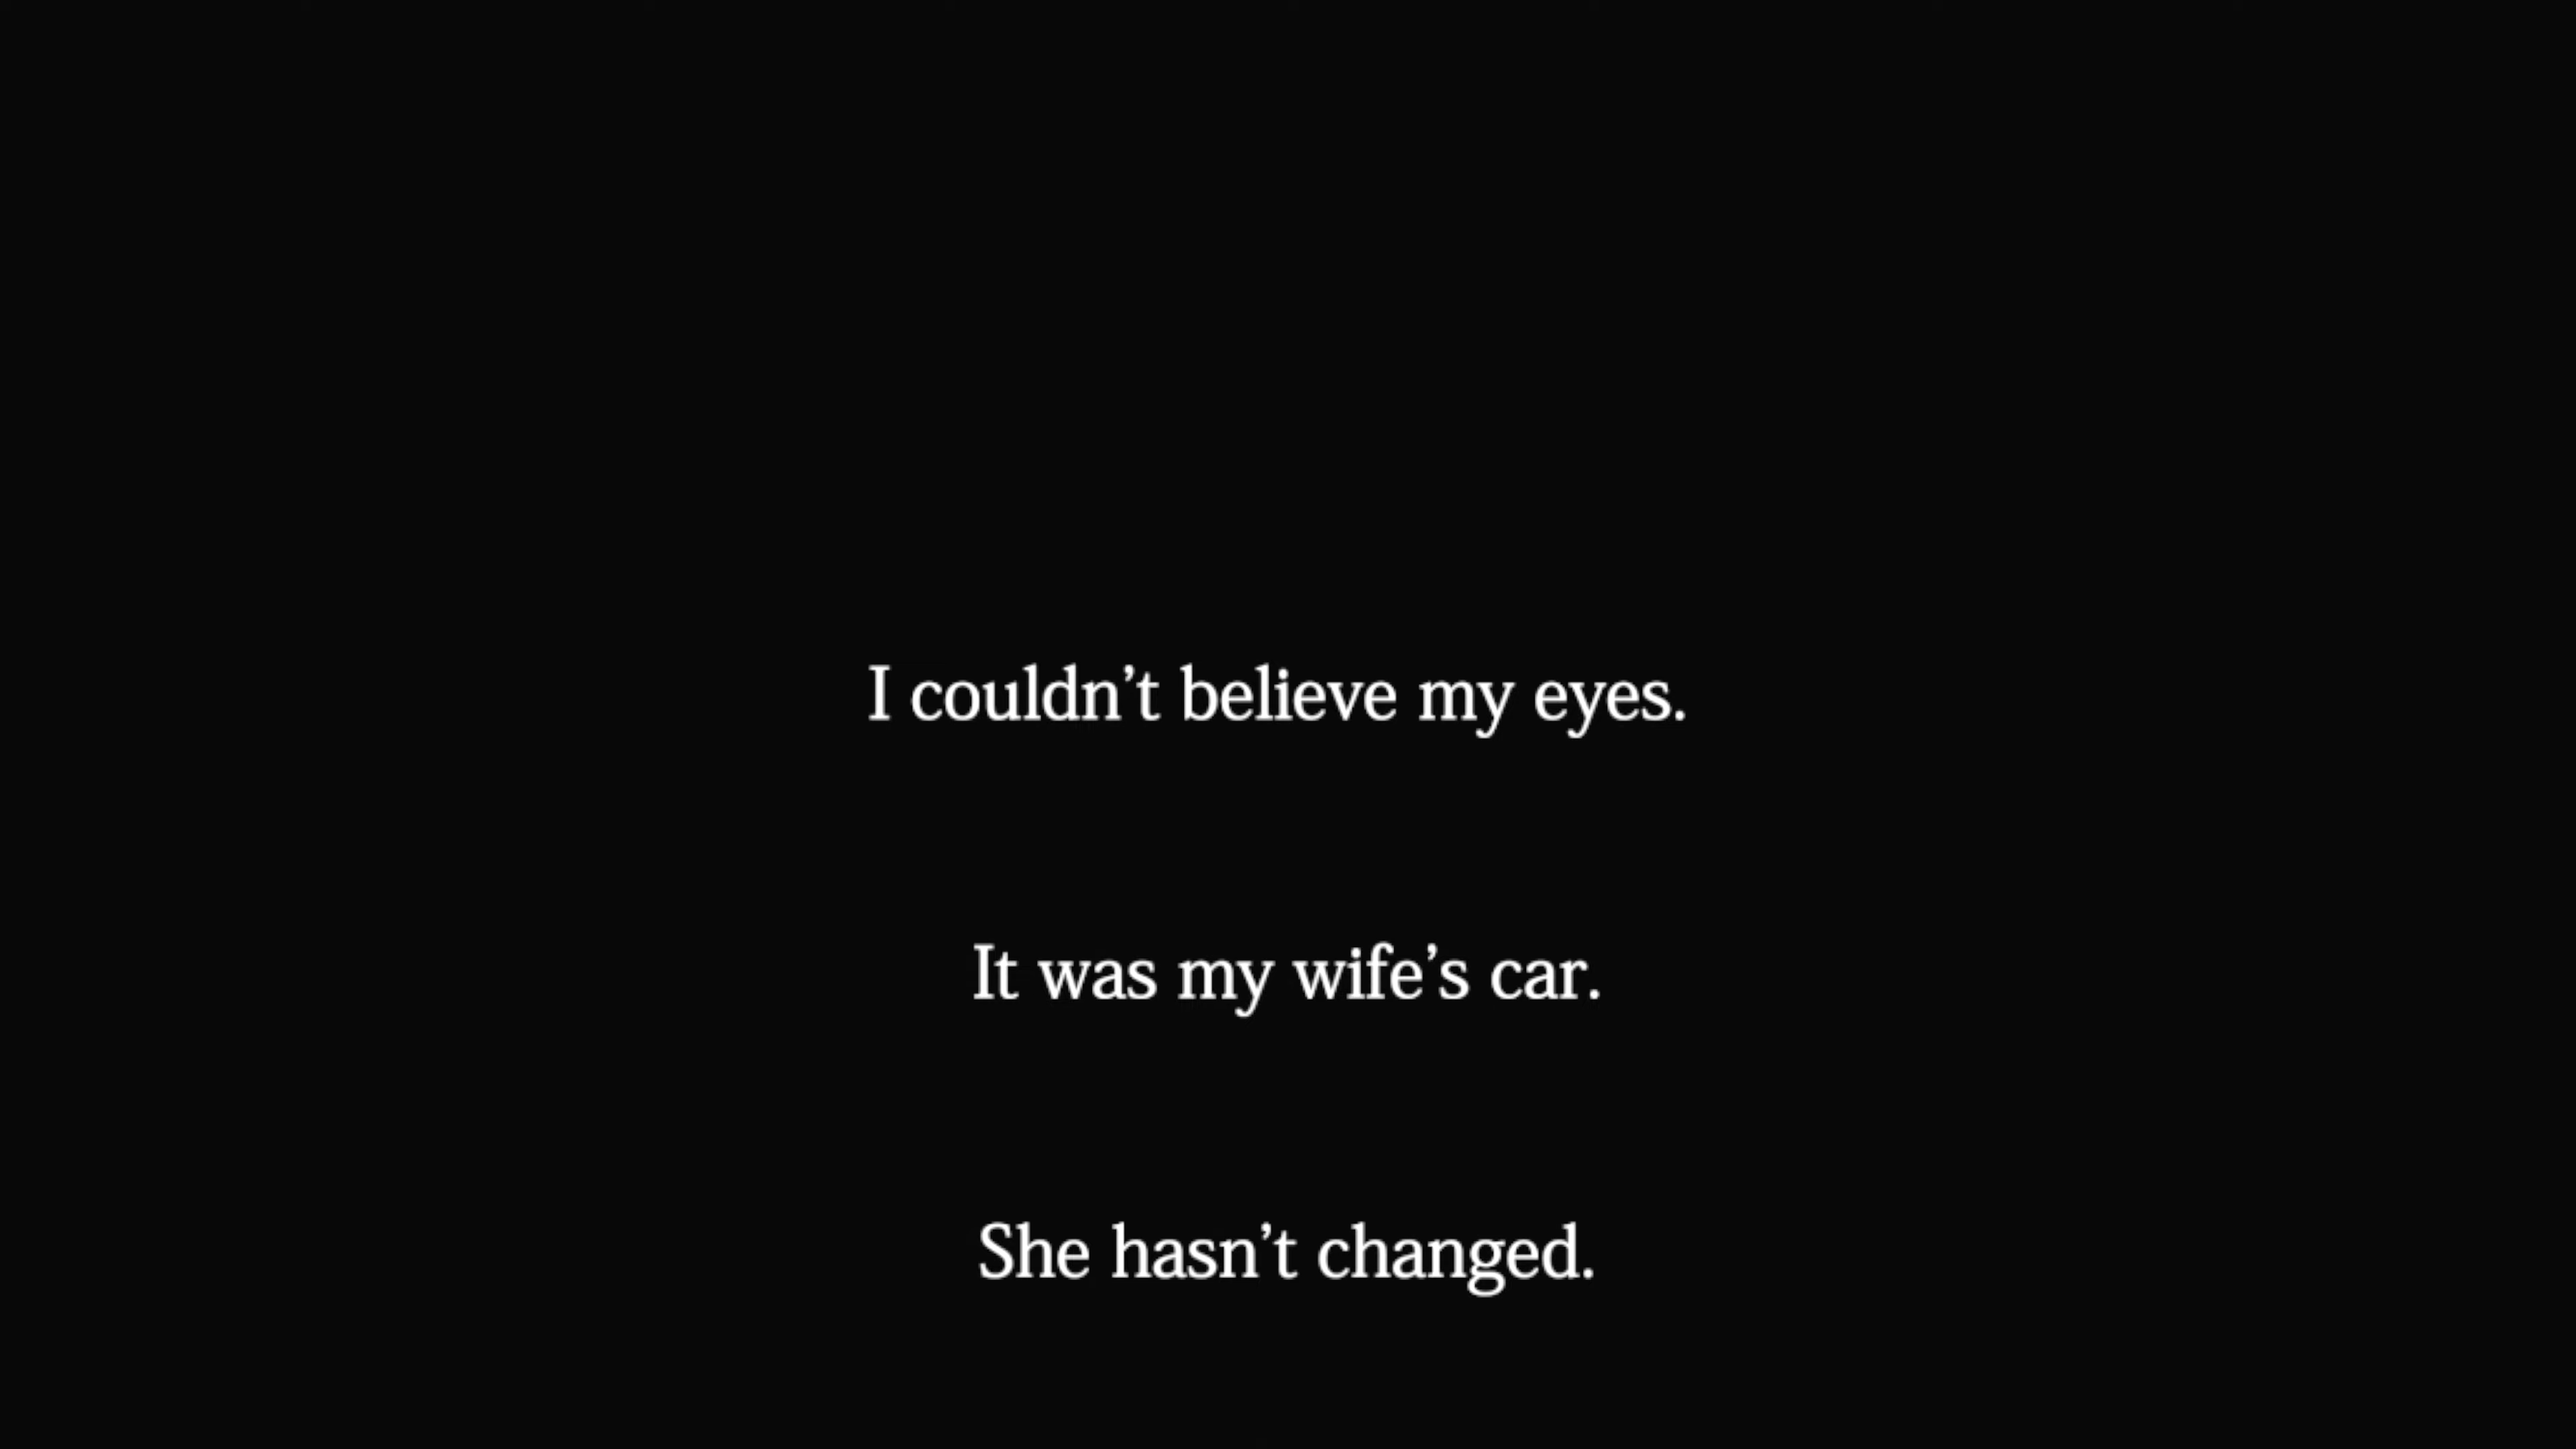 I couldn’t believe my eyes.
It was my wife’s car.
She hasn’t changed.